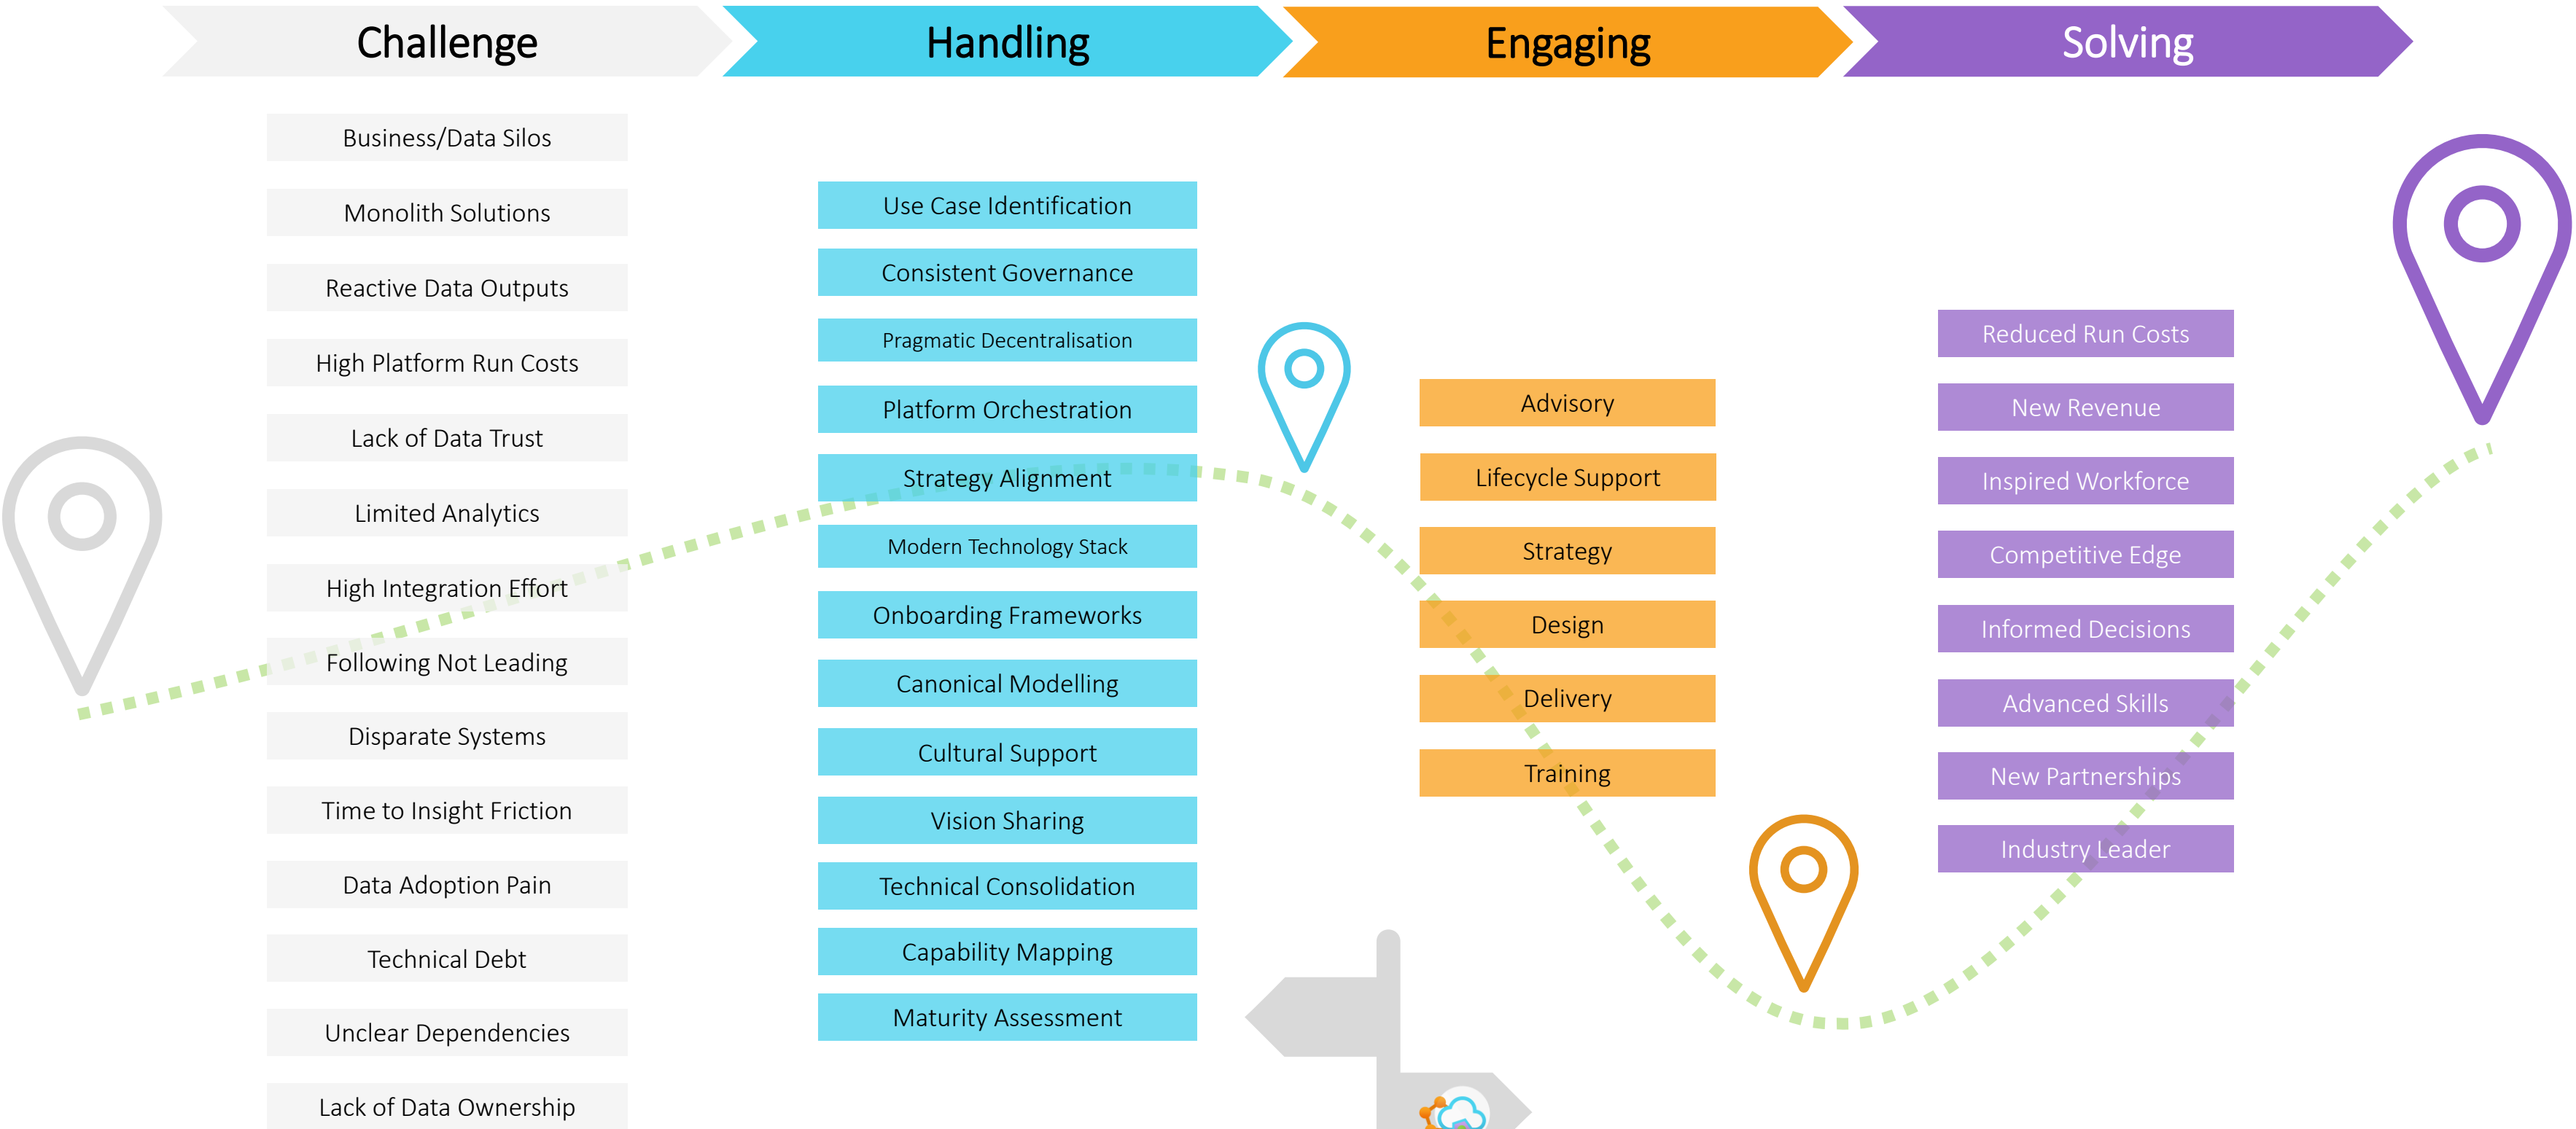 Challenge
Handling
Engaging
Solving
Business/Data Silos
Monolith Solutions
Reactive Data Outputs
High Platform Run Costs
Lack of Data Trust
Limited Analytics
High Integration Effort
Following Not Leading
Disparate Systems
Time to Insight Friction
Data Adoption Pain
Technical Debt
Unclear Dependencies
Lack of Data Ownership
Use Case Identification
Consistent Governance
Pragmatic Decentralisation
Platform Orchestration
Strategy Alignment
Modern Technology Stack
Onboarding Frameworks
Canonical Modelling
Cultural Support
Vision Sharing
Technical Consolidation
Capability Mapping
Maturity Assessment
Advisory
Lifecycle Support
Strategy
Design
Delivery
Training
Reduced Run Costs
New Revenue
Inspired Workforce
Competitive Edge
Informed Decisions
Advanced Skills
New Partnerships
Industry Leader